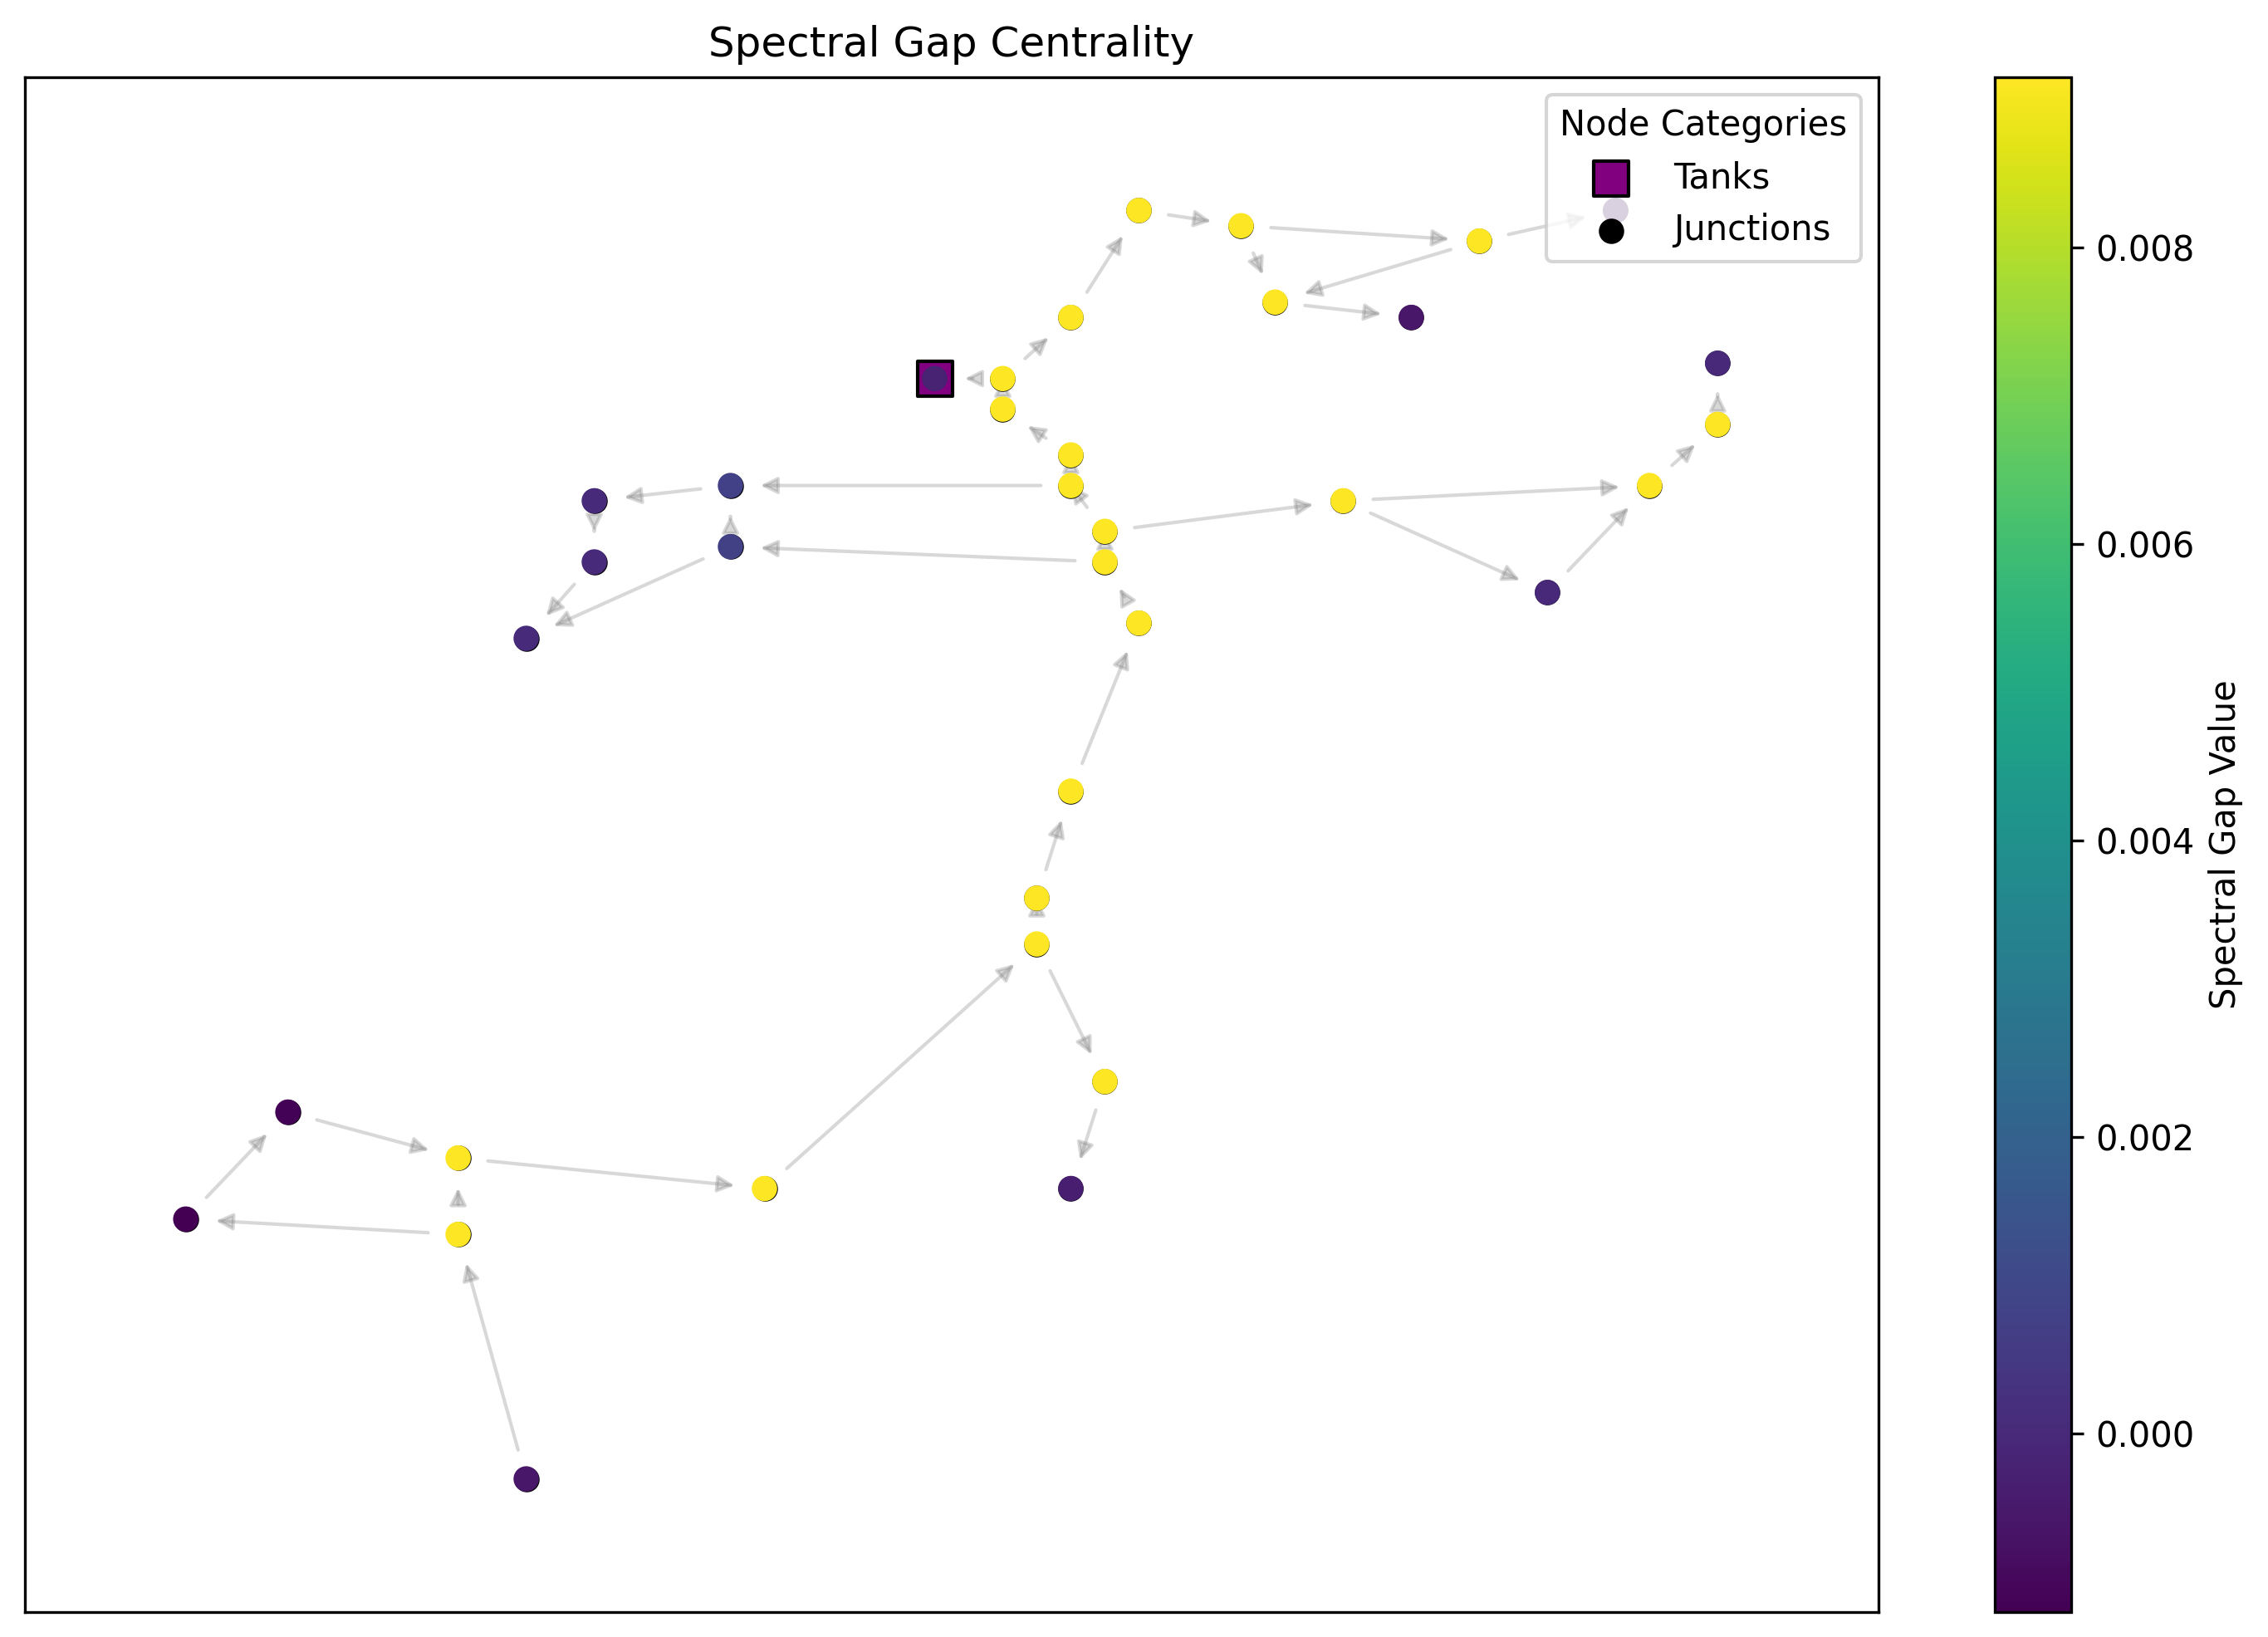 Spectral Gap Centrality
Node Categories
Tanks
Junctions
0.008
0.006
0.004
0.002
0.000
Spectral Gap Value